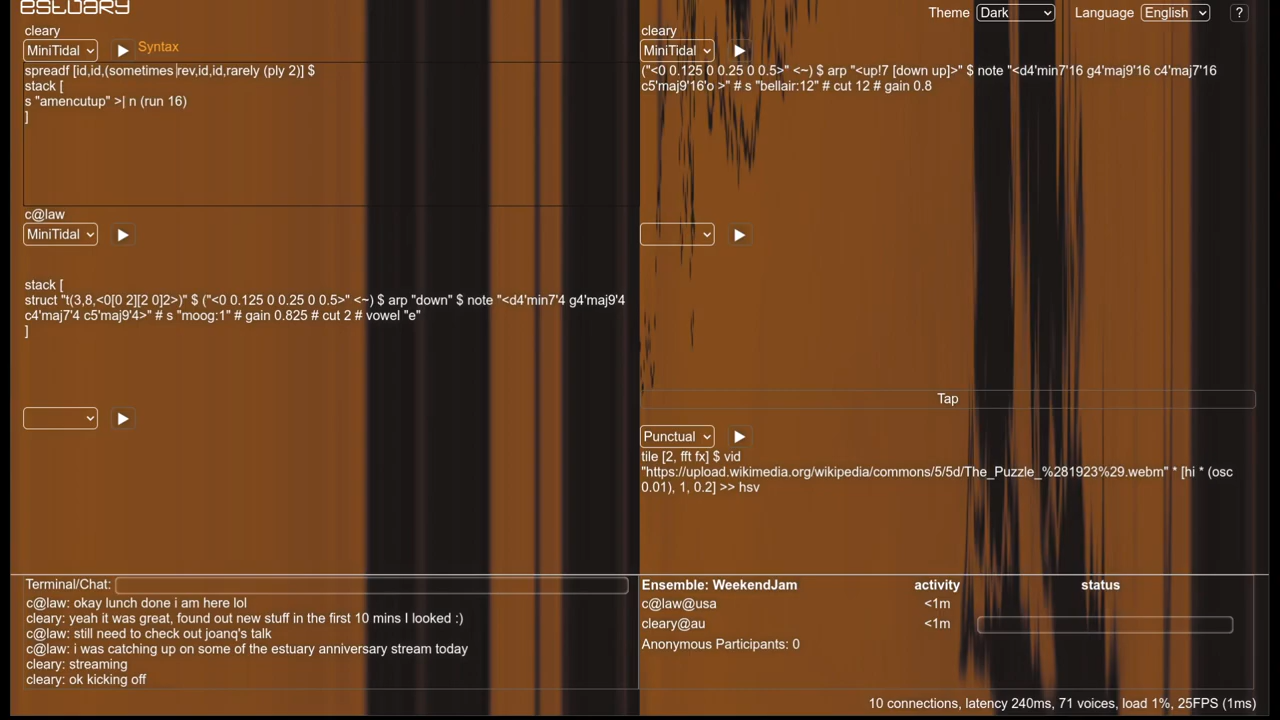 estuary
Theme Dark Language English ?
cleary
MiniTidal ▶ Syntax
spreadf [id,id,(sometimes rev,id,id,rarely (ply 2)] $
stack [
s "amencutup" >| n (run 16)
]
cleary
MiniTidal ▶
("<0 0.125 0 0.25 0 0.5>" <~) $ arp "<up!7 [down up]>" $ note "<d4'min7'16 g4'maj9'16 c4'maj7'16
c5'maj9'16'o >" # s "bellair:12" # cut 12 # gain 0.8
c@law
MiniTidal ▶
stack [
struct "t(3,8,<0[0 2][2 0]2>)" $ ("<0 0.125 0 0.25 0 0.5>" <~) $ arp "down" $ note "<d4'min7'4 g4'maj9'4
c4'maj7'4 c5'maj9'4>" # s "moog:1" # gain 0.825 # cut 2 # vowel "e"
]
Tap
Punctual ▶
tile [2, fft fx] $ vid
"https://upload.wikimedia.org/wikipedia/commons/5/5d/The_Puzzle_%281923%29.webm" * [hi * (osc
0.01), 1, 0.2] >> hsv
Terminal/Chat:
c@law: okay lunch done i am here lol
cleary: yeah it was great, found out new stuff in the first 10 mins I looked :)
c@law: still need to check out joanq's talk
c@law: i was catching up on some of the estuary anniversary stream today
cleary: streaming
cleary: ok kicking off
Ensemble: WeekendJam activity status
c@law@usa <1m
cleary@au <1m
Anonymous Participants: 0
10 connections, latency 240ms, 71 voices, load 1%, 25FPS (1ms)